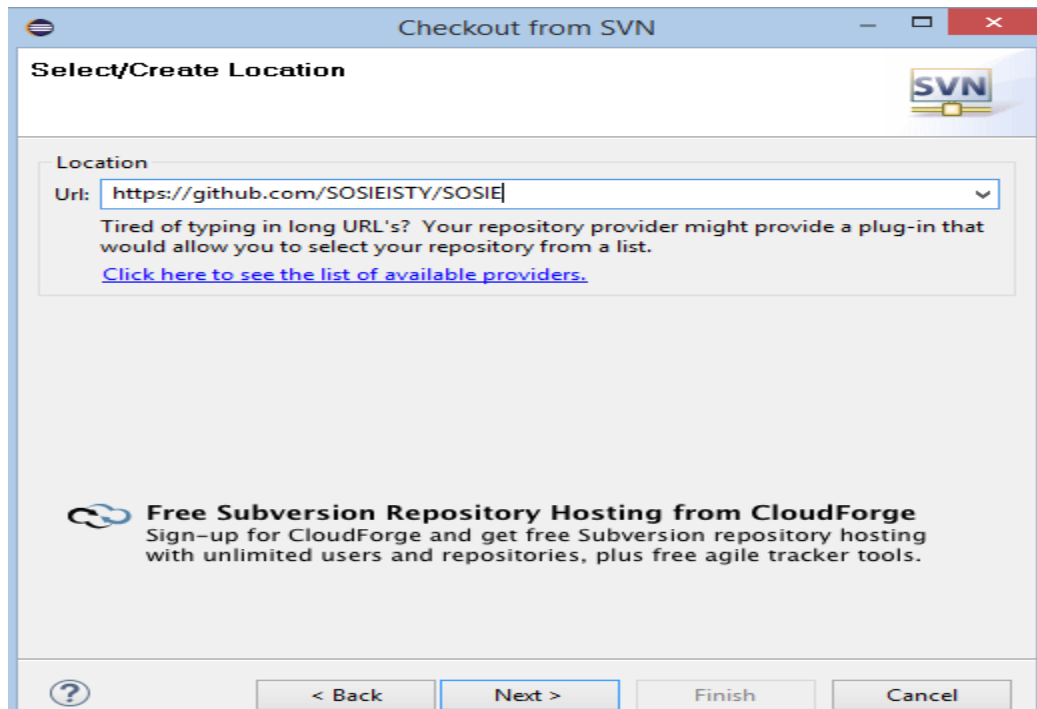 Checkout from SVN
Select/Create Location
SVN
Location
Url: https://github.com/SOSIEISTY/SOSIE
Tired of typing in long URL's? Your repository provider might provide a plug-in that
would allow you to select your repository from a list.
Click here to see the list of available providers.
Free Subversion Repository Hosting from CloudForge
Sign-up for CloudForge and get free Subversion repository hosting
with unlimited users and repositories, plus free agile tracker tools.
? < Back Next > Finish Cancel